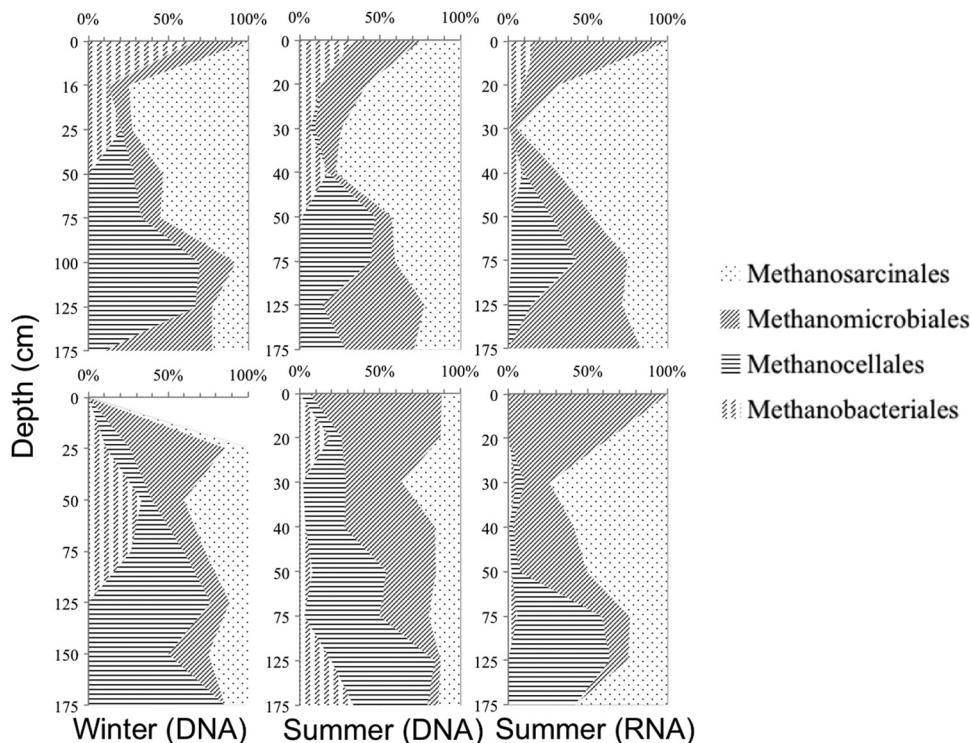 0% 50% 100% 0% 50% 100% 0% 50% 100%
0 0 0
16 20 20
25 30 30
50 40 40
75 50 50
100 75 75
125 125 125
175 175 175
Methanosarcinales
Methanomicrobiales
Methanocellales
Methanobacteriales
Depth (cm)
0% 50% 100% 0% 50% 100% 0% 50% 100%
0 0 0
25 20 20
50 30 30
75 40 40
125 50 50
150 75 75
175 125 125
175 175
Winter (DNA) Summer (DNA) Summer (RNA)